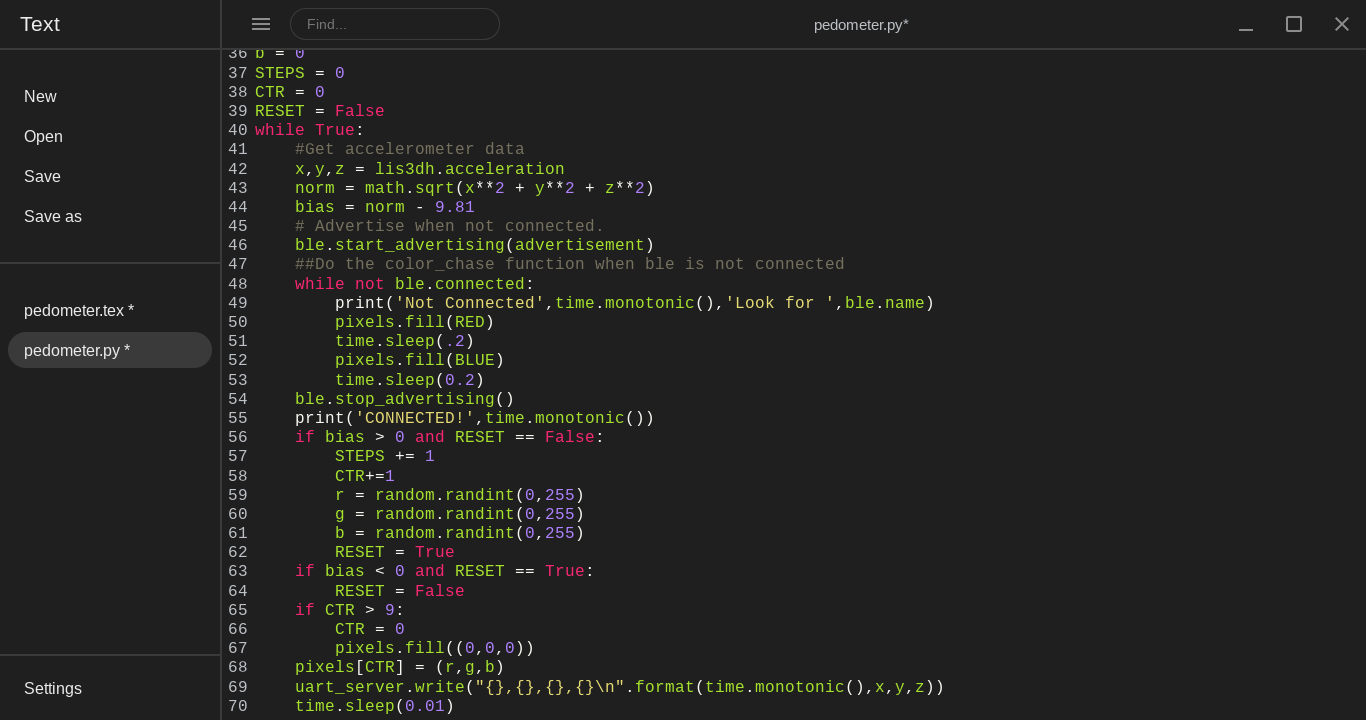 Text
Find...
pedometer.py*
New
Open
Save
Save as
pedometer.tex *
pedometer.py *
Settings
36 b = 0
37 STEPS = 0
38 CTR = 0
39 RESET = False
40 while True:
41     #Get accelerometer data
42     x,y,z = lis3dh.acceleration
43     norm = math.sqrt(x**2 + y**2 + z**2)
44     bias = norm - 9.81
45     # Advertise when not connected.
46     ble.start_advertising(advertisement)
47     ##Do the color_chase function when ble is not connected
48     while not ble.connected:
49         print('Not Connected',time.monotonic(),'Look for ',ble.name)
50         pixels.fill(RED)
51         time.sleep(.2)
52         pixels.fill(BLUE)
53         time.sleep(0.2)
54     ble.stop_advertising()
55     print('CONNECTED!',time.monotonic())
56     if bias > 0 and RESET == False:
57         STEPS += 1
58         CTR+=1
59         r = random.randint(0,255)
60         g = random.randint(0,255)
61         b = random.randint(0,255)
62         RESET = True
63     if bias < 0 and RESET == True:
64         RESET = False
65     if CTR > 9:
66         CTR = 0
67         pixels.fill((0,0,0))
68     pixels[CTR] = (r,g,b)
69     uart_server.write("{},{},{},{}\n".format(time.monotonic(),x,y,z))
70     time.sleep(0.01)